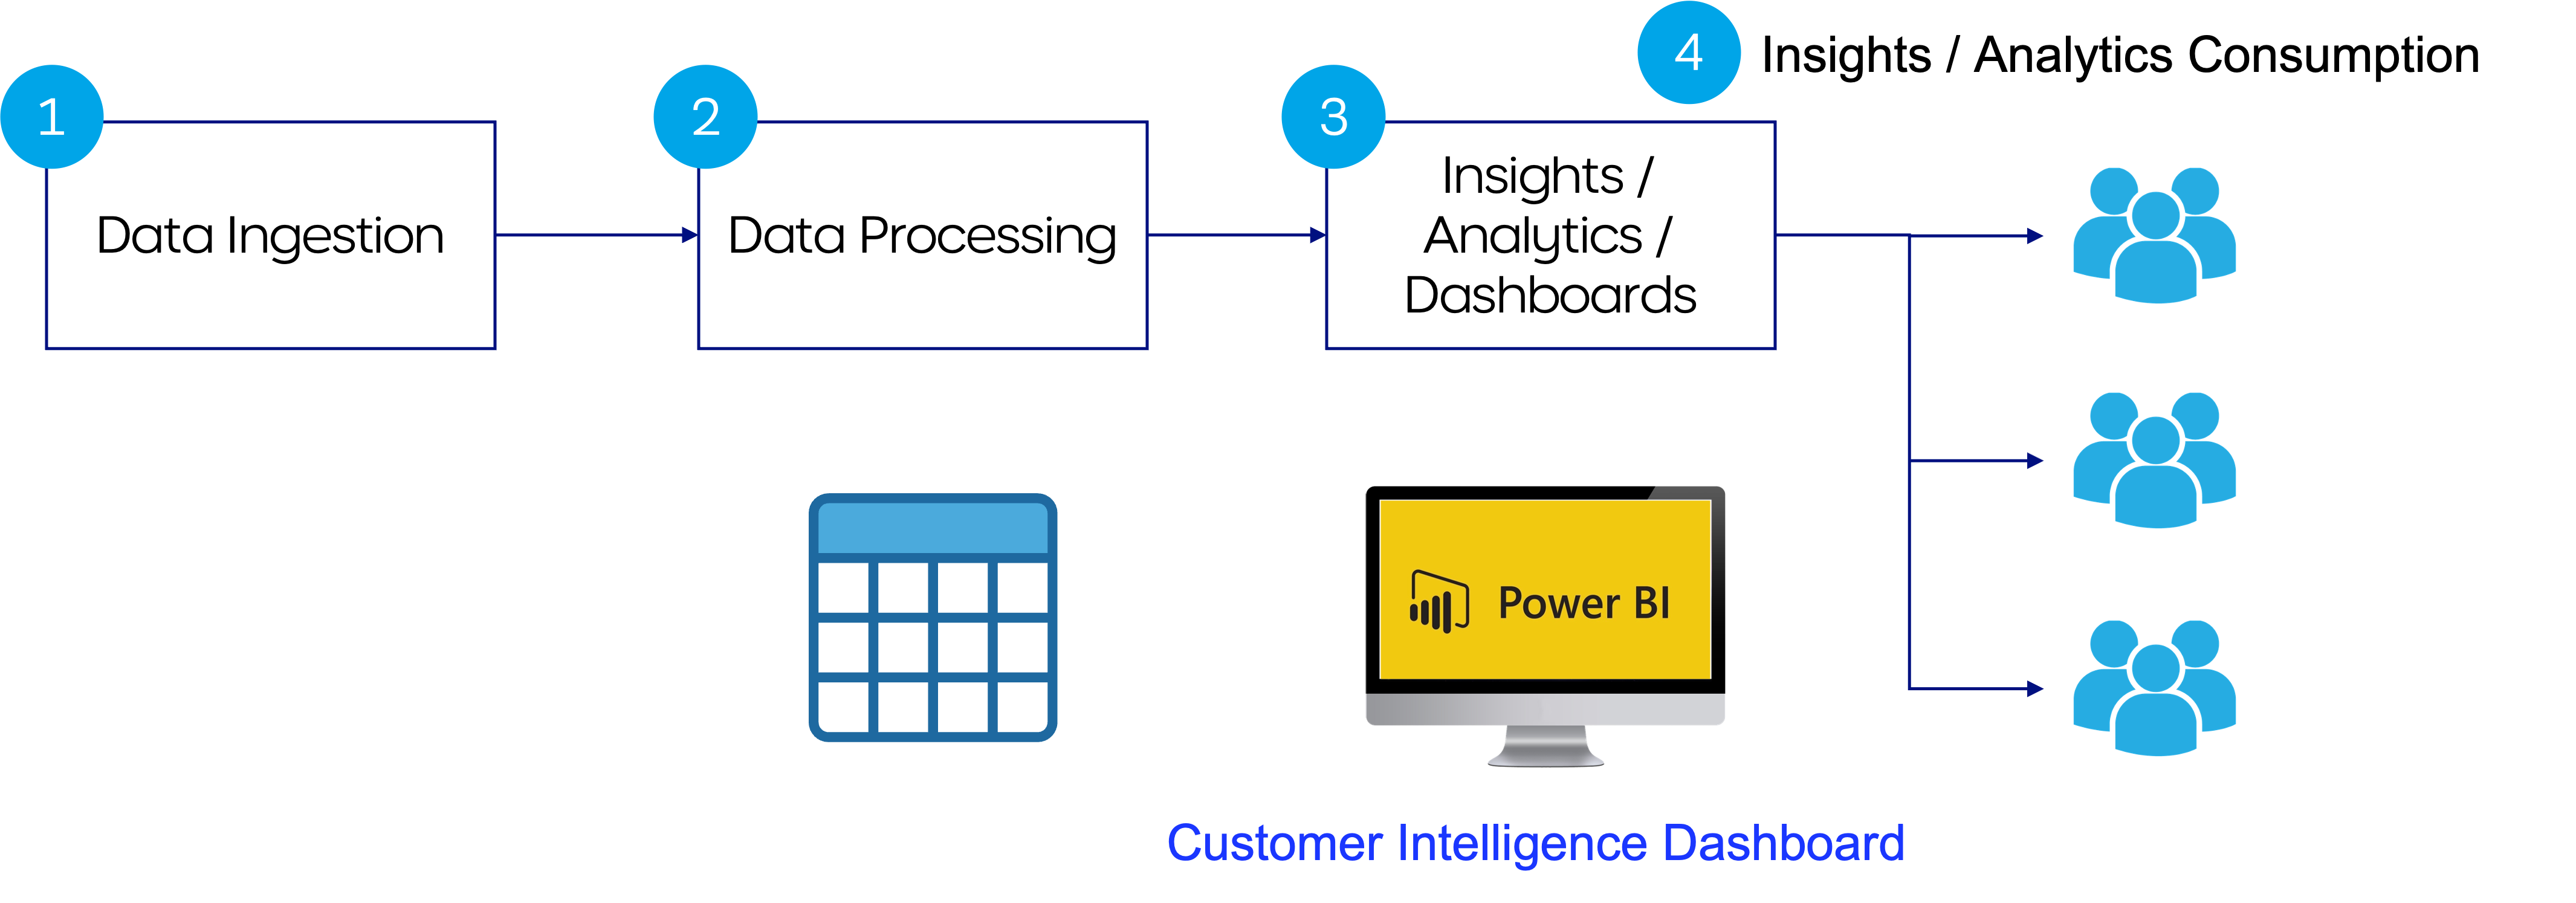 4 Insights / Analytics Consumption
1
2
3
Data Ingestion
Data Processing
Insights /
Analytics /
Dashboards
Power BI
Customer Intelligence Dashboard